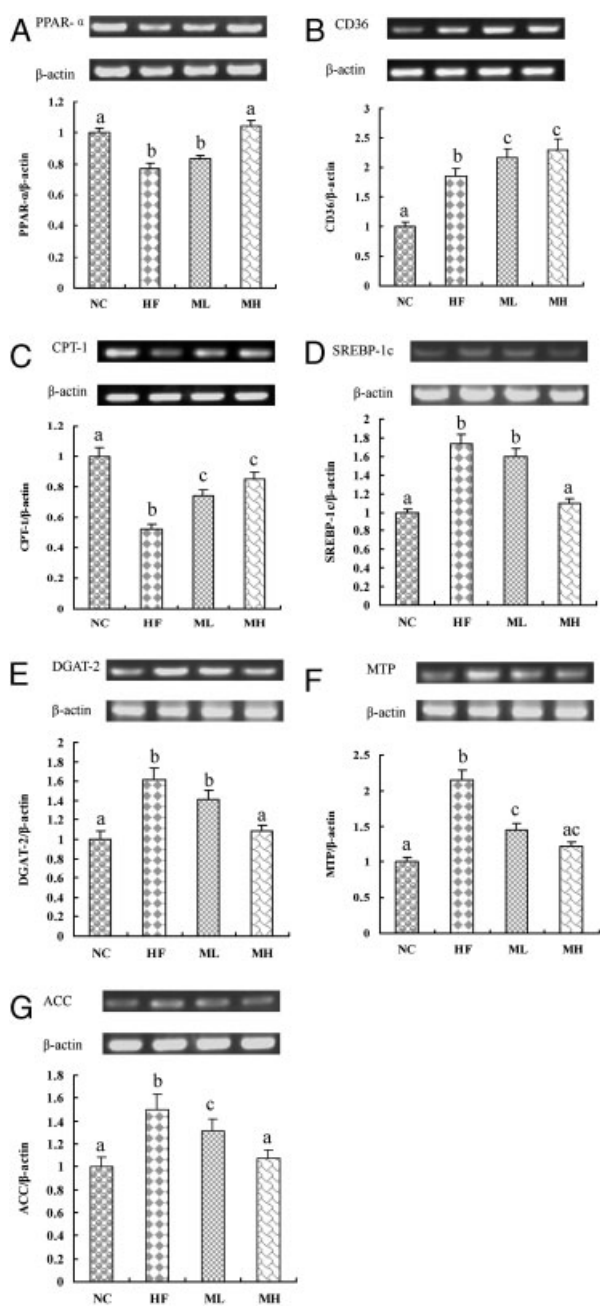 A
PPAR-α
β-actin
a
b
b
a
1.2
1
0.8
0.6
0.4
0.2
0
PPAR-α/β-actin
NC HF ML MH
B
CD36
β-actin
a
b
c
c
3
2.5
2
1.5
1
0.5
0
CD36/β-actin
NC HF ML MH
C
CPT-1
β-actin
a
b
c
c
1.2
1
0.8
0.6
0.4
0.2
0
CPT-1/β-actin
NC HF ML MH
D
SREBP-1c
β-actin
a
b
b
a
2
1.8
1.6
1.4
1.2
1
0.8
0.6
0.4
0.2
0
SREBP-1c/β-actin
NC HF ML MH
E
DGAT-2
β-actin
a
b
b
a
2
1.8
1.6
1.4
1.2
1
0.8
0.6
0.4
0.2
0
DGAT-2/β-actin
NC HF ML MH
F
MTP
β-actin
a
b
c
ac
2.5
2
1.5
1
0.5
0
MTP/β-actin
NC HF ML MH
G
ACC
β-actin
a
b
c
a
1.8
1.6
1.4
1.2
1
0.8
0.6
0.4
0.2
0
ACC/β-actin
NC HF ML MH